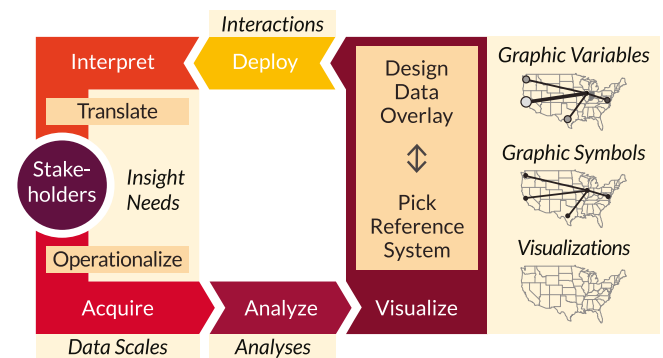 Interactions
Interpret
Deploy
Translate
Stake-
holders
Insight
Needs
Operationalize
Acquire
Analyze
Visualize
Data Scales
Analyses
Design
Data
Overlay
Pick
Reference
System
Graphic Variables
Graphic Symbols
Visualizations